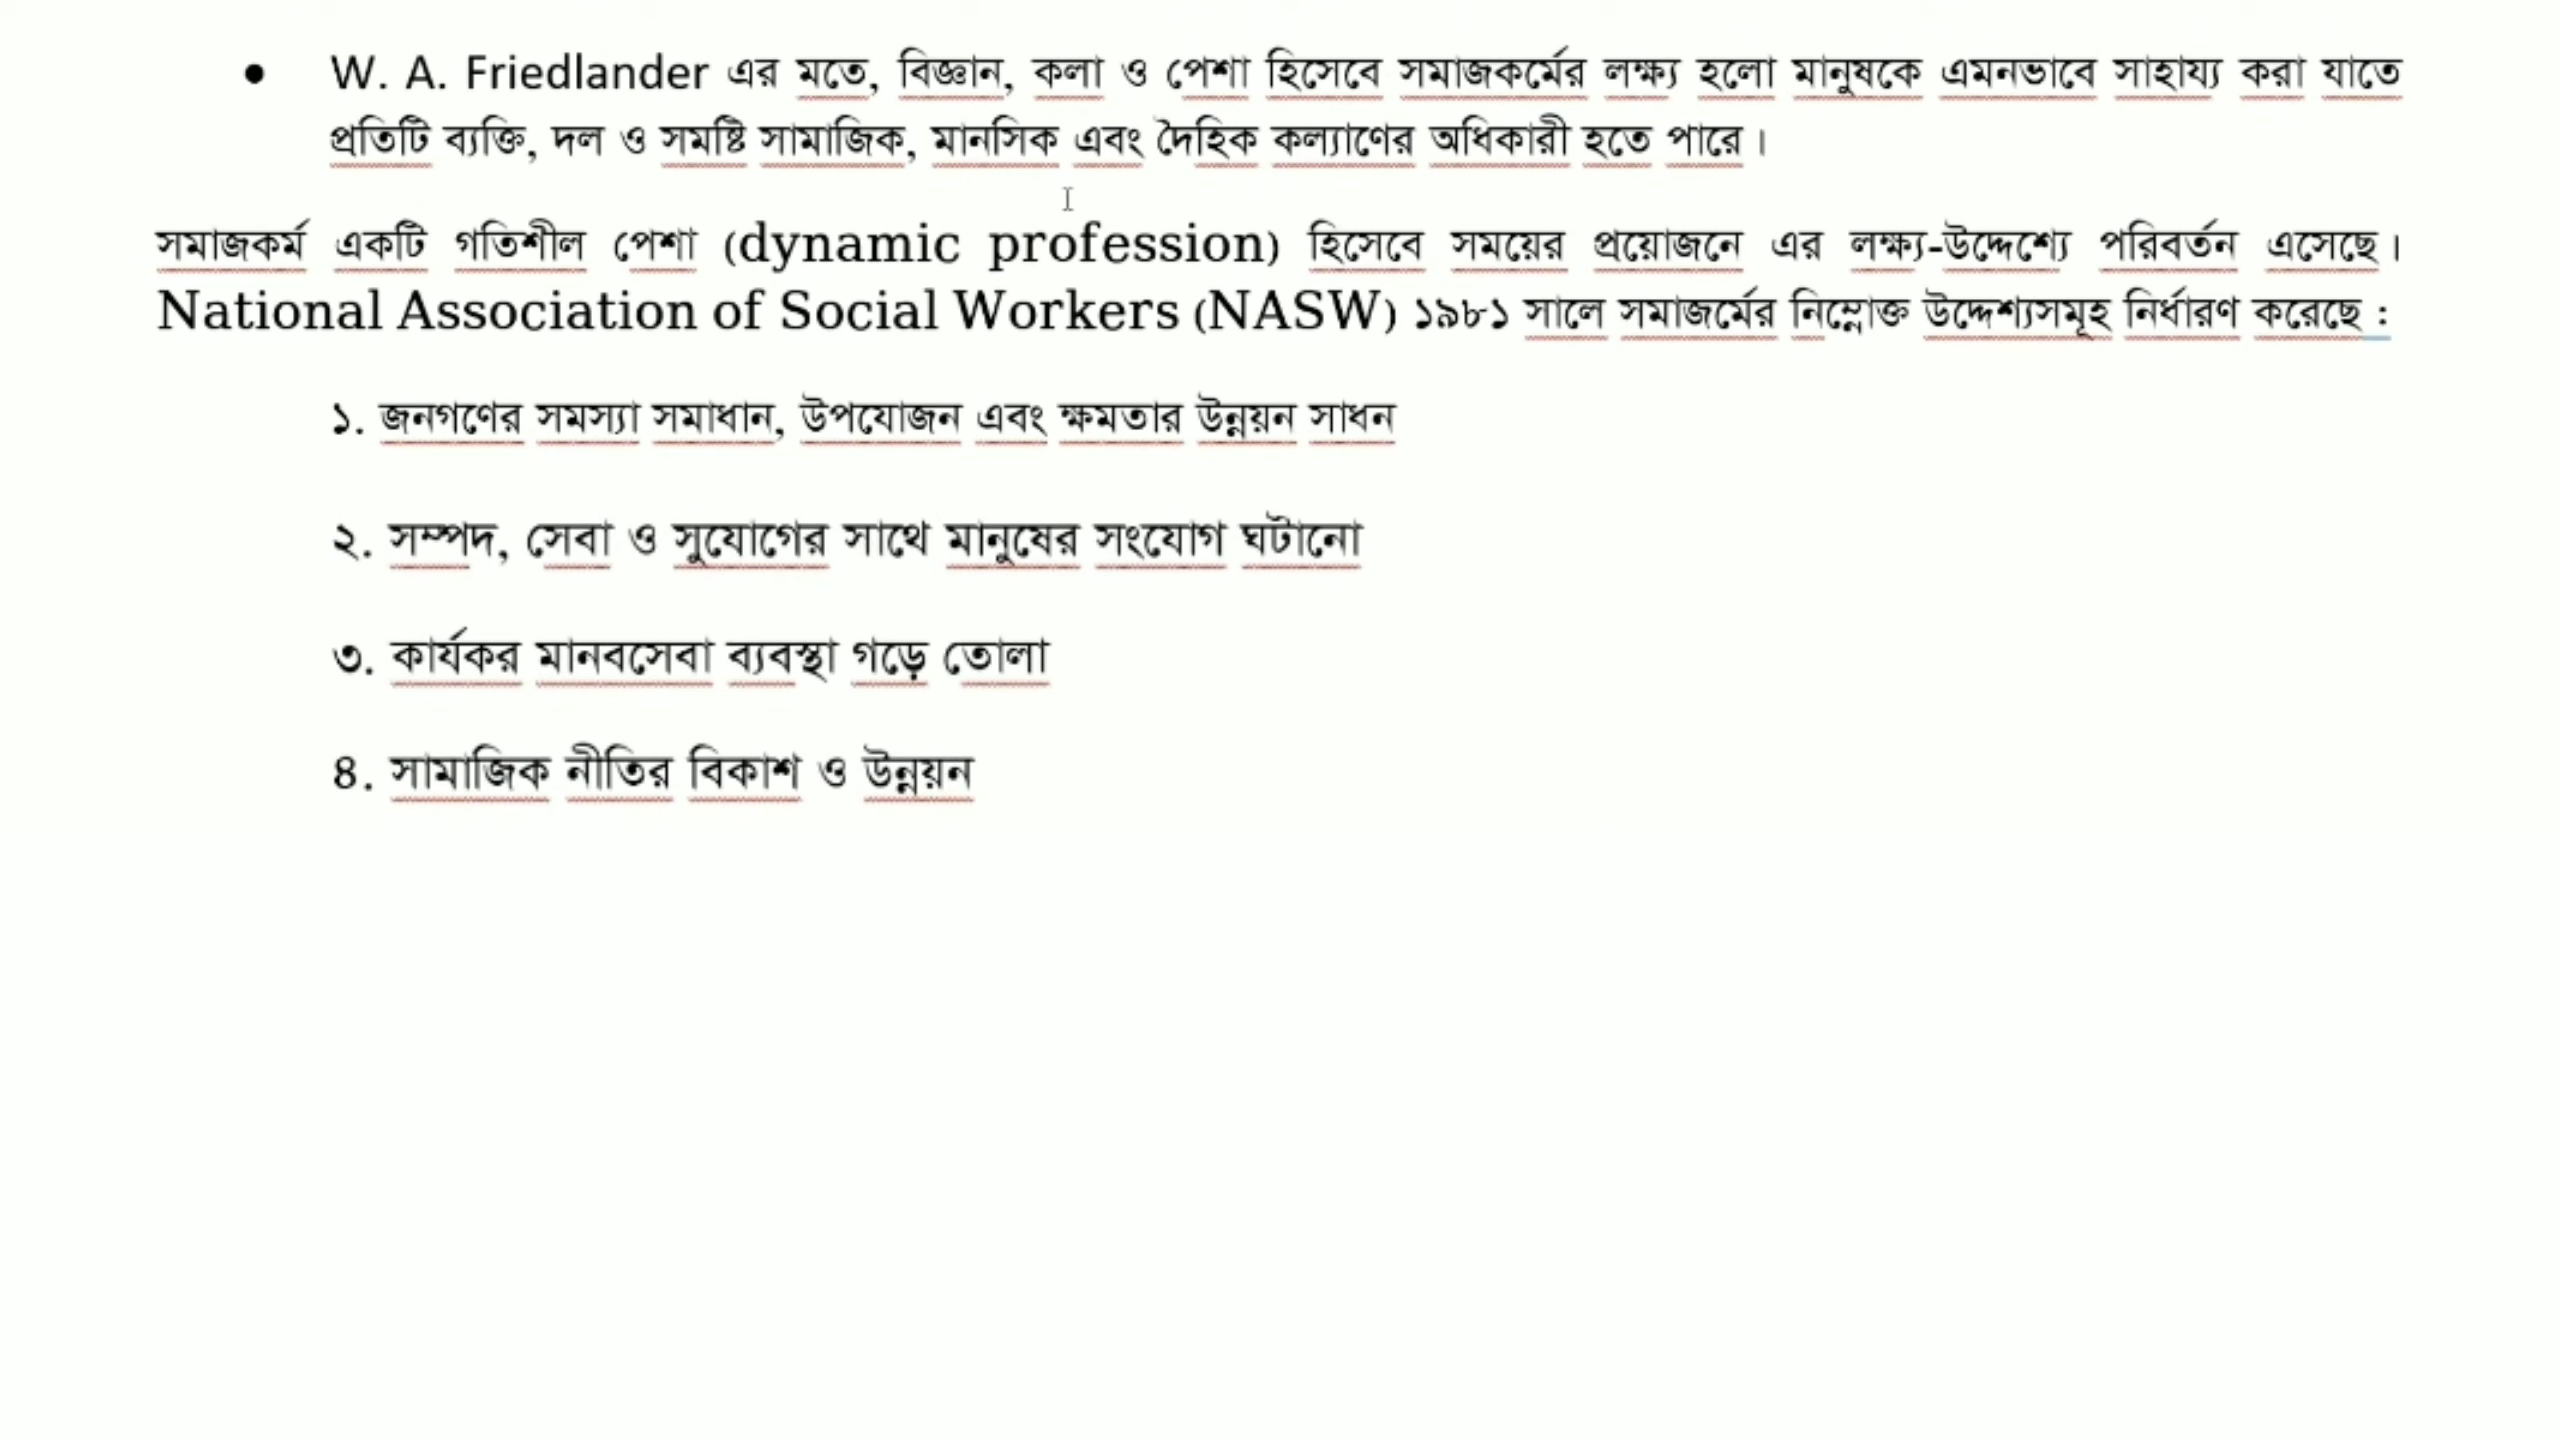 ● W. A. Friedlander এর মতে, বিজ্ঞান, কলা ও পেশা হিসেবে সমাজকর্মের লক্ষ্য হলো মানুষকে এমনভাবে সাহায্য করা যাতে
প্রতিটি ব্যক্তি, দল ও সমষ্টি সামাজিক, মানসিক এবং দৈহিক কল্যাণের অধিকারী হতে পারে।
সমাজকর্ম একটি গতিশীল পেশা (dynamic profession) হিসেবে সময়ের প্রয়োজনে এর লক্ষ্য-উদ্দেশ্যে পরিবর্তন এসেছে।
National Association of Social Workers (NASW) ১৯৮১ সালে সমাজর্মের নিম্নোক্ত উদ্দেশ্যসমূহ নির্ধারণ করেছে :
১. জনগণের সমস্যা সমাধান, উপযোজন এবং ক্ষমতার উন্নয়ন সাধন
২. সম্পদ, সেবা ও সুযোগের সাথে মানুষের সংযোগ ঘটানো
৩. কার্যকর মানবসেবা ব্যবস্থা গড়ে তোলা
৪. সামাজিক নীতির বিকাশ ও উন্নয়ন